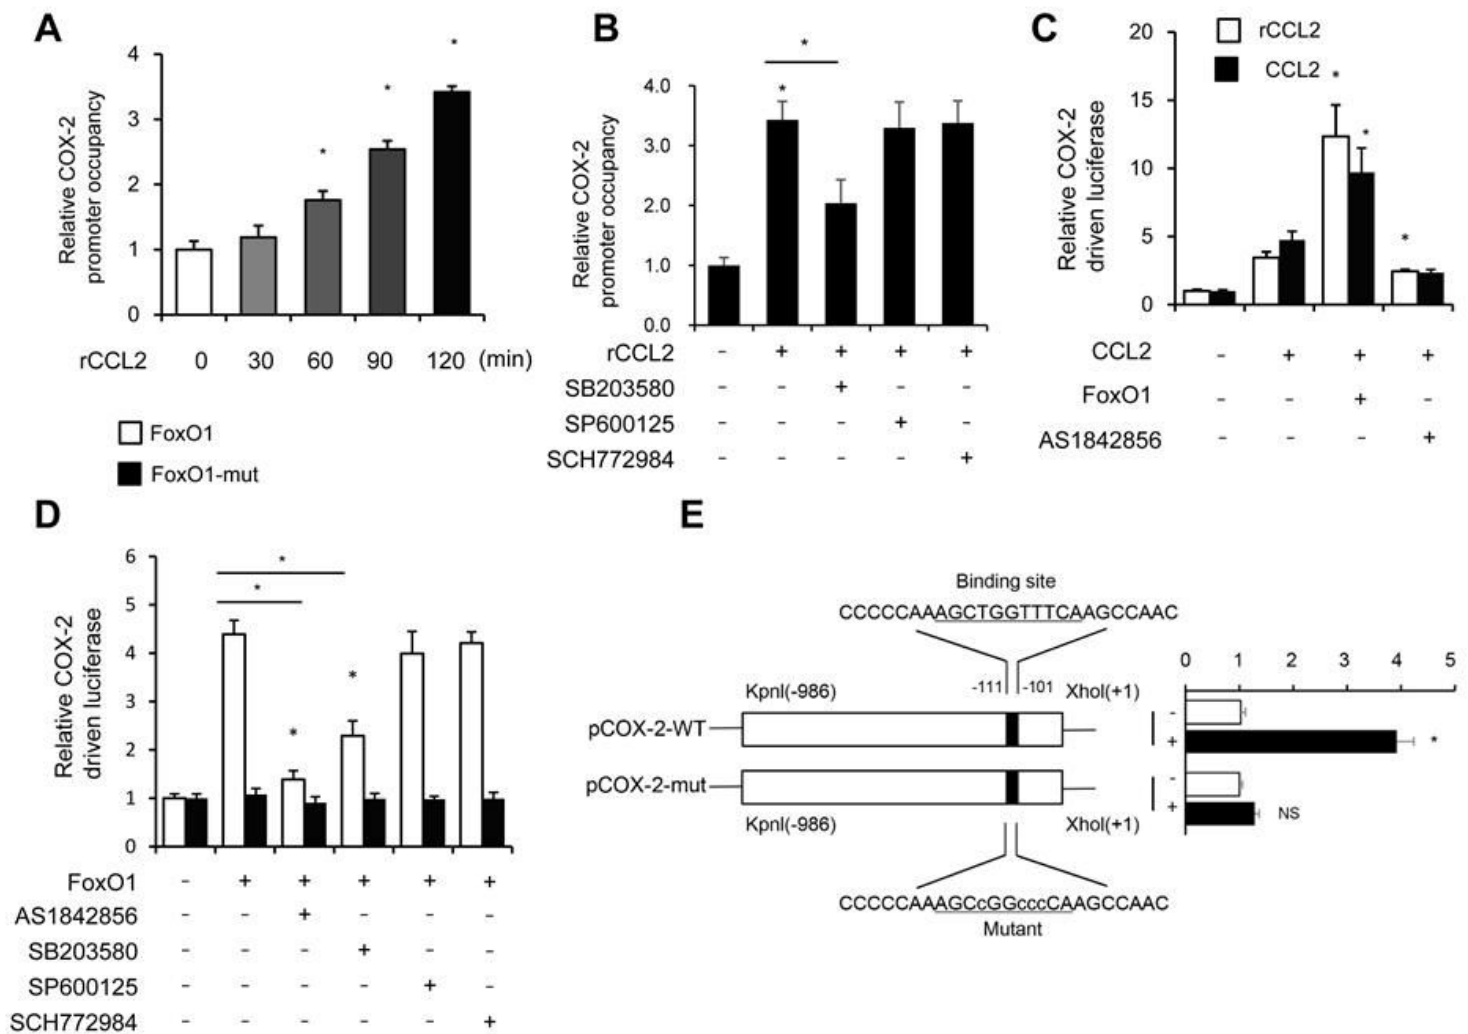 A
4
3
2
1
0
Relative COX-2
promoter occupancy
*
*
*
rCCL2 0 30 60 90 120 (min)
B
4.0
3.0
2.0
1.0
0.0
Relative COX-2
promoter occupancy
*
*
rCCL2 - + + + +
SB203580 - - + - -
SP600125 - - - + -
SCH772984 - - - - +
C
rCCL2
CCL2
20
15
10
5
0
Relative COX-2
driven luciferase
*
*
*
CCL2 - + + +
FoxO1 - - + -
AS1842856 - - - +
FoxO1
FoxO1-mut
D
6
5
4
3
2
1
0
Relative COX-2
driven luciferase
*
*
*
*
FoxO1 - + + + + +
AS1842856 - - + - - -
SB203580 - - - + - -
SP600125 - - - - + -
SCH772984 - - - - - +
E
Binding site
CCCCCAAAGCTGGTTTCAAGCCAAC
KpnI(-986) -111 -101 XhoI(+1)
pCOX-2-WT
pCOX-2-mut
KpnI(-986) XhoI(+1)
CCCCCAAAGCcGGcccCAAGCCAAC
Mutant
0 1 2 3 4 5
-
+ *
-
+ NS